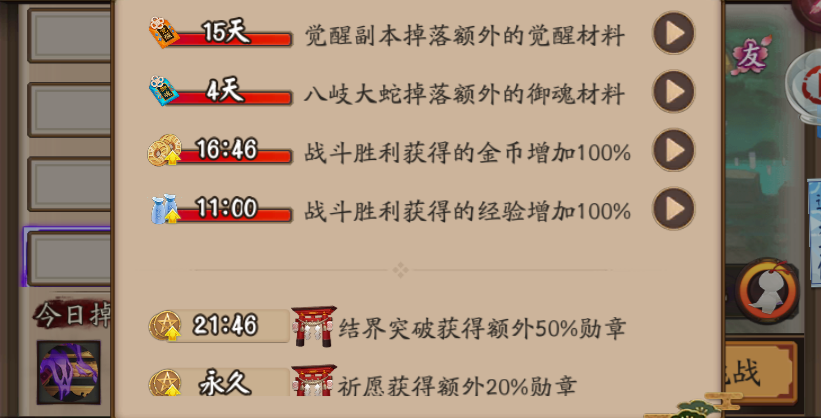 15天 觉醒副本掉落额外的觉醒材料
4天 八岐大蛇掉落额外的御魂材料
16:46 战斗胜利获得的金币增加100%
11:00 战斗胜利获得的经验增加100%
21:46 结界突破获得额外50%勋章
永久 祈愿获得额外20%勋章
友
今日掉
战